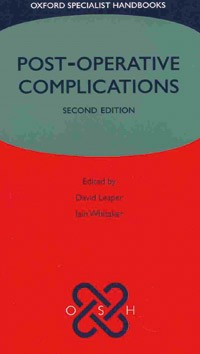 OXFORD SPECIALIST HANDBOOKS
POST-OPERATIVE
COMPLICATIONS
SECOND EDITION
Edited by
David Leaper
Iain Whitaker
O S H